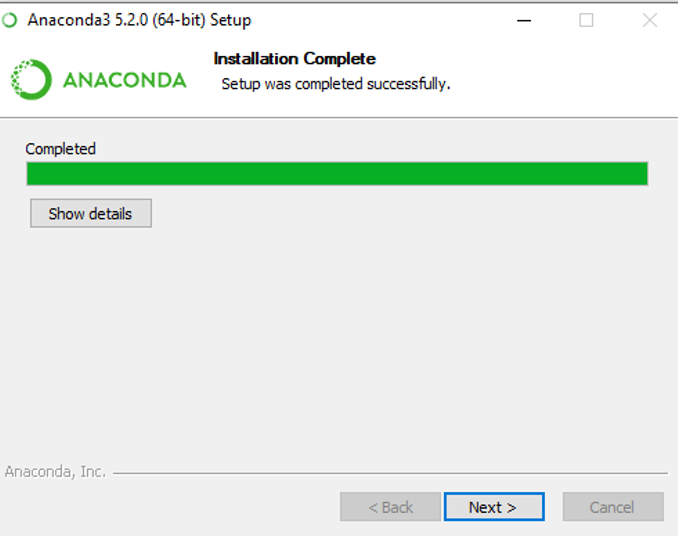 Anaconda3 5.2.0 (64-bit) Setup
ANACONDA
Installation Complete
Setup was completed successfully.
Completed
Show details
Anaconda, Inc.
< Back
Next >
Cancel